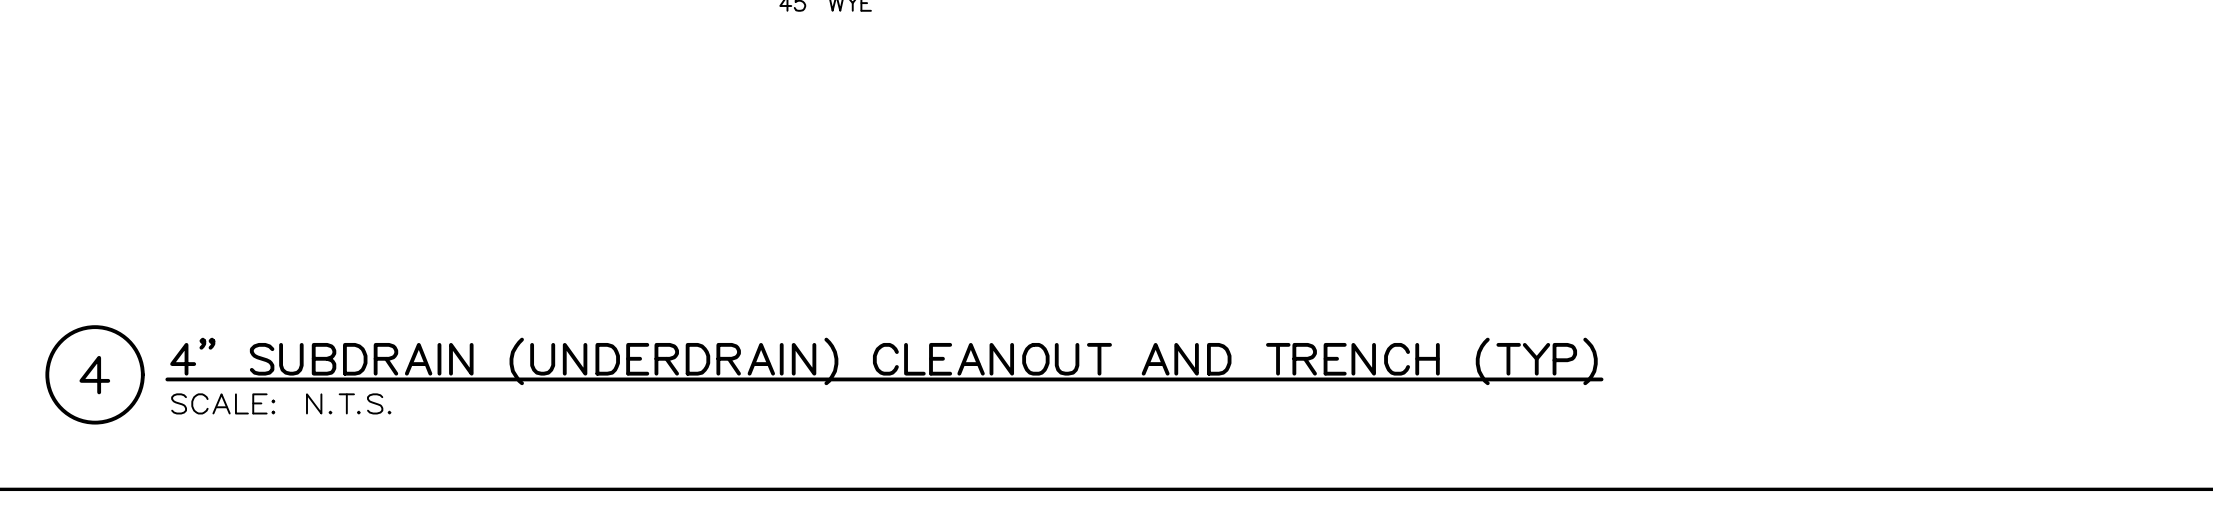 45 WYE
4
4” SUBDRAIN (UNDERDRAIN) CLEANOUT AND TRENCH (TYP)
SCALE: N.T.S.